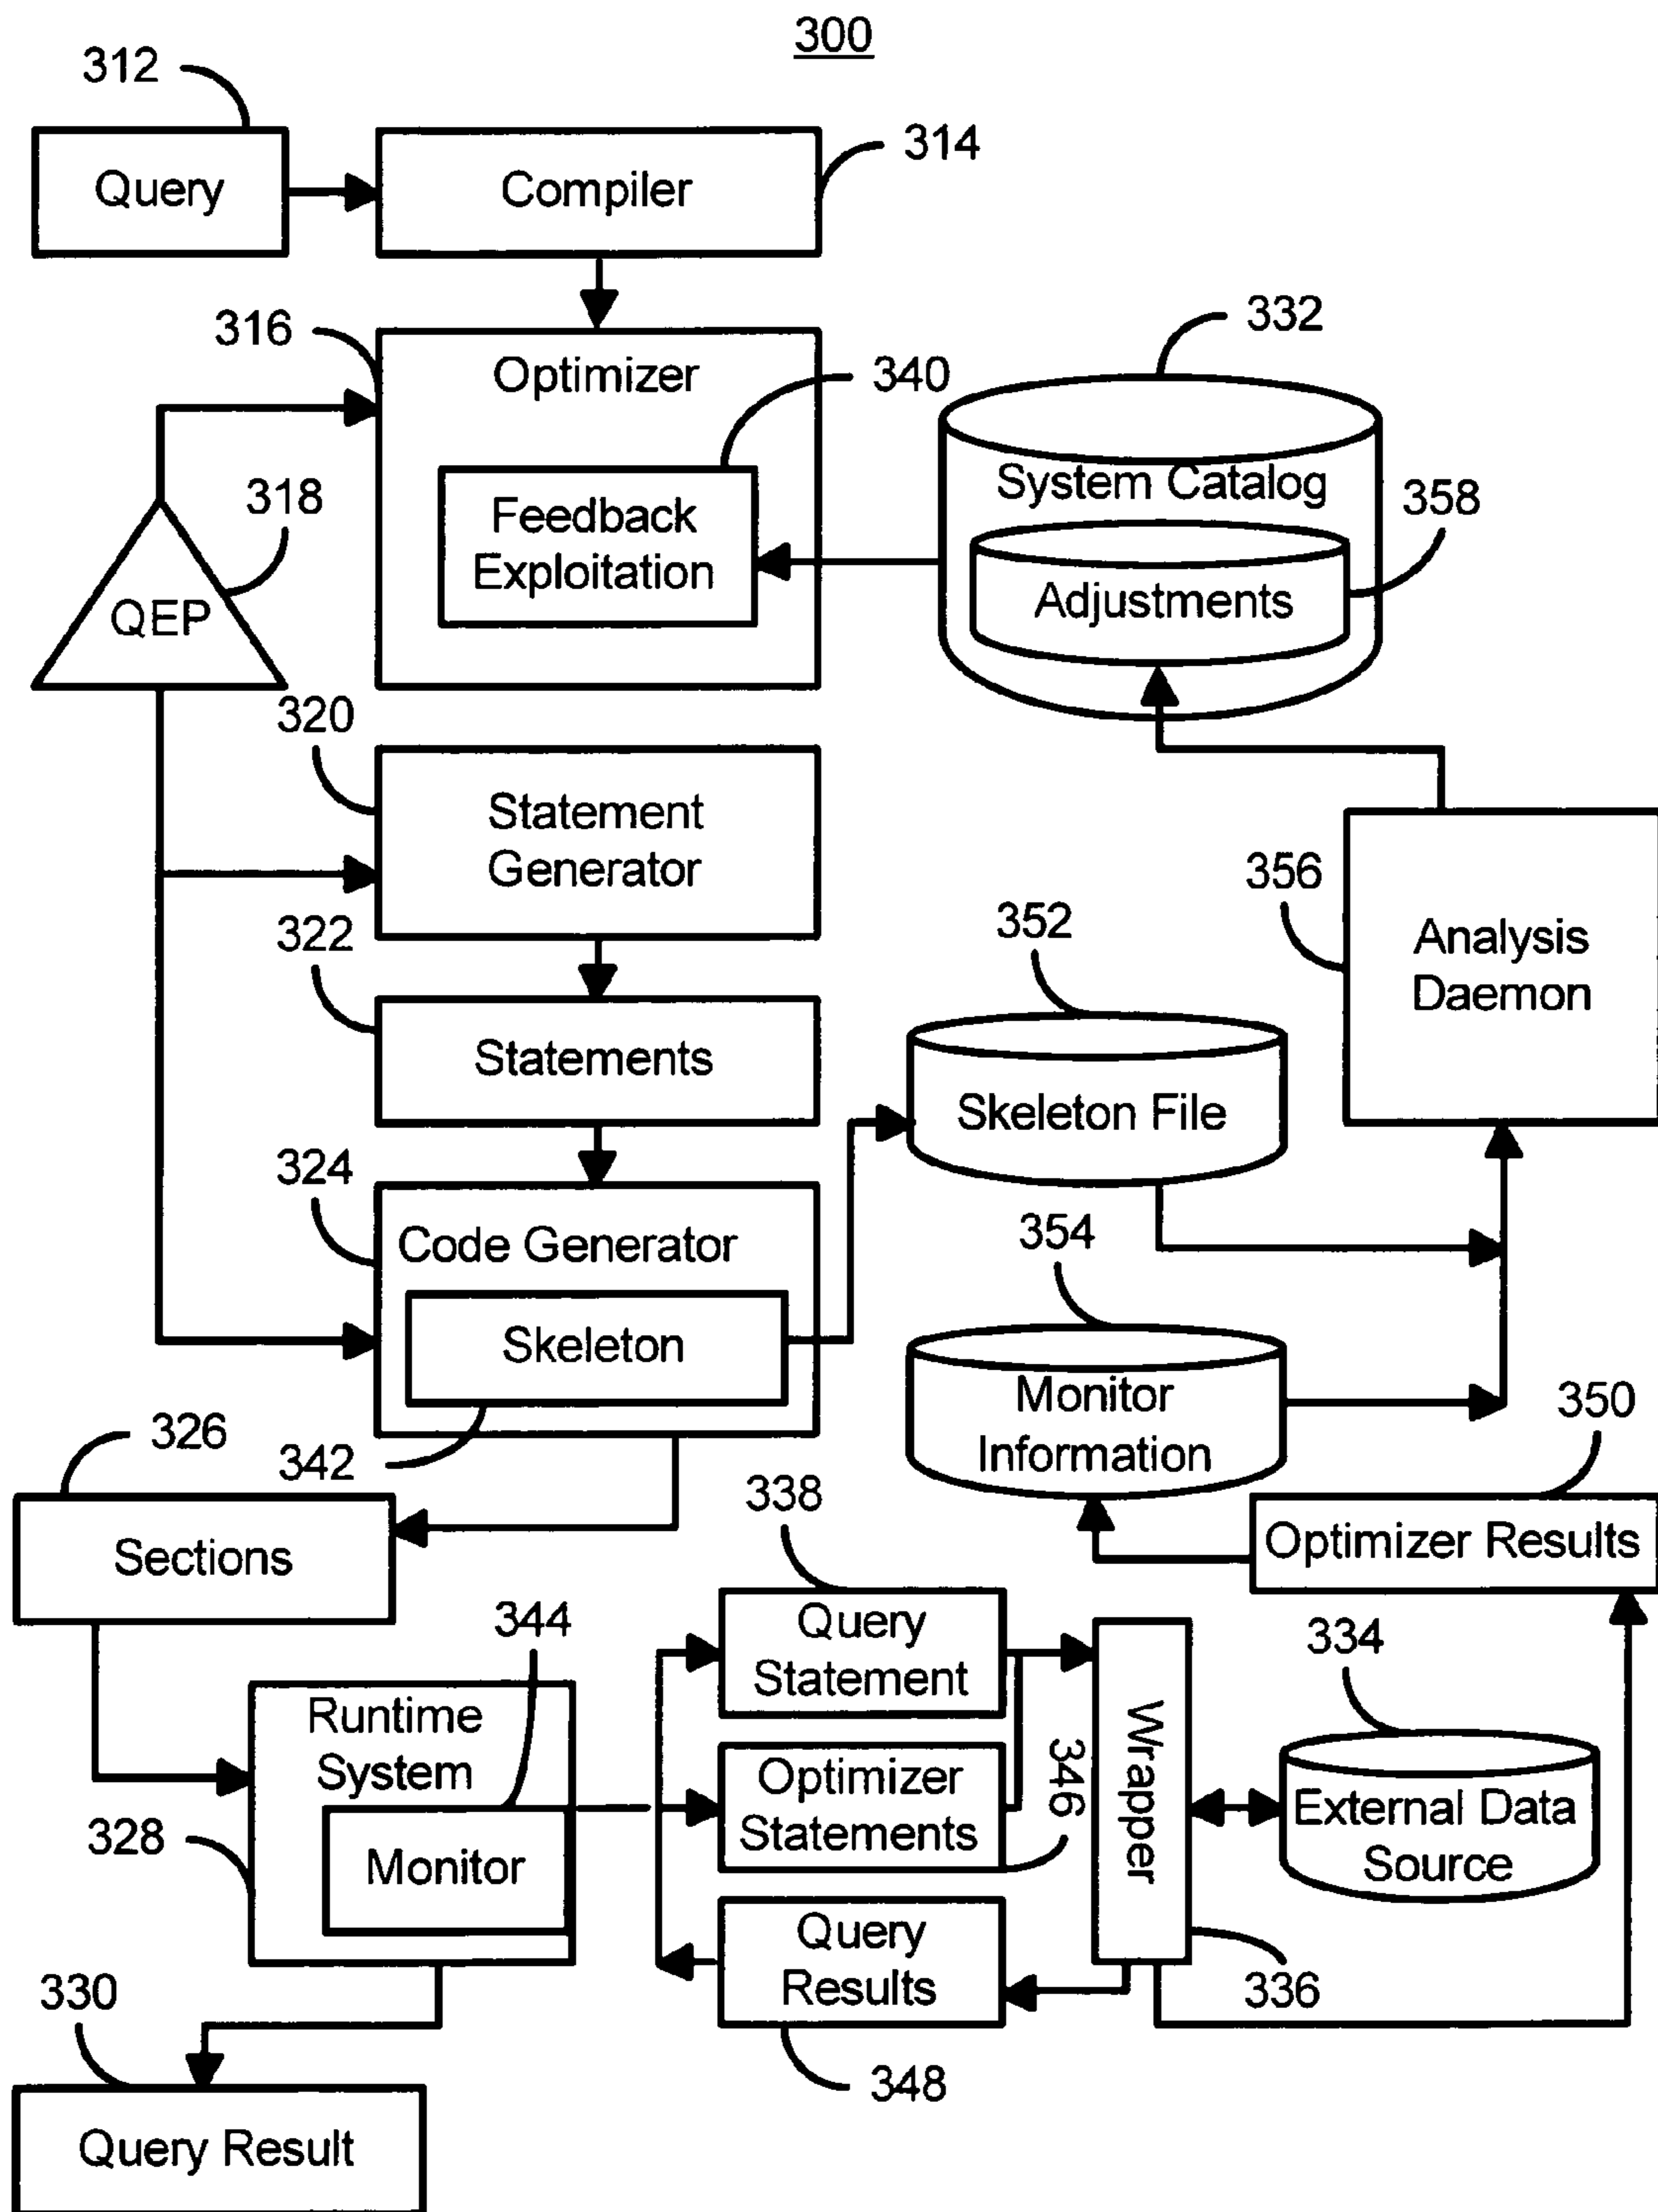 300
312
Query
Compiler
314
316
Optimizer
340
Feedback
Exploitation
332
System Catalog
358
Adjustments
318
QEP
320
Statement
Generator
322
Statements
324
Code Generator
Skeleton
342
352
Skeleton File
356
Analysis
Daemon
354
Monitor
Information
350
Optimizer Results
326
Sections
338
Query
Statement
344
Runtime
System
Monitor
328
Optimizer
Statements
346
Wrapper
334
External Data
Source
Query
Results
336
348
330
Query Result